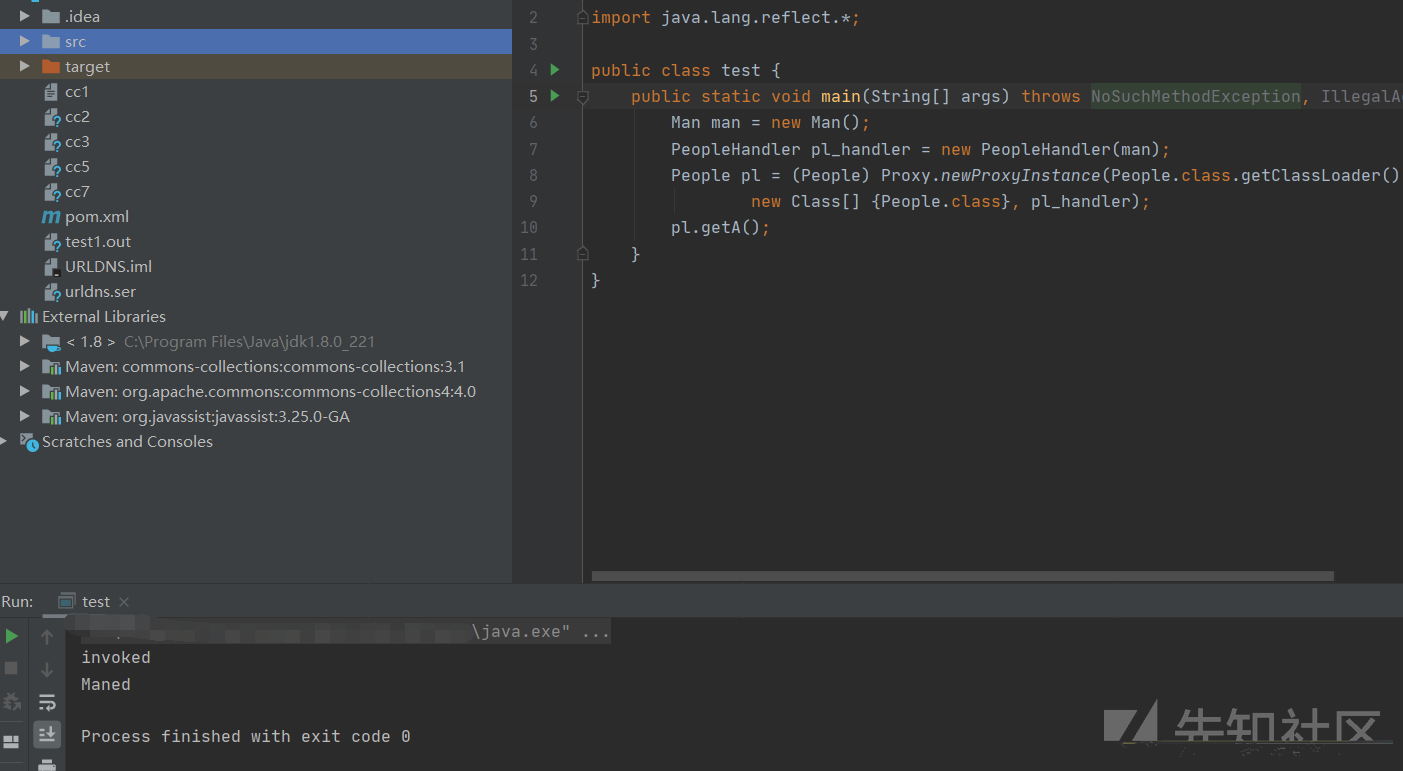 .idea
src
target
cc1
cc2
cc3
cc5
cc7
pom.xml
test1.out
URLDNS.iml
urldns.ser
External Libraries
< 1.8 > C:\Program Files\Java\jdk1.8.0_221
Maven: commons-collections:commons-collections:3.1
Maven: org.apache.commons:commons-collections4:4.0
Maven: org.javassist:javassist:3.25.0-GA
Scratches and Consoles
2 import java.lang.reflect.*;
3
4 public class test {
5 public static void main(String[] args) throws NoSuchMethodException, IllegalAc
6 Man man = new Man();
7 PeopleHandler pl_handler = new PeopleHandler(man);
8 People pl = (People) Proxy.newProxyInstance(People.class.getClassLoader()
9 new Class[] {People.class}, pl_handler);
10 pl.getA();
11 }
12 }
Run: test
\java.exe" ...
invoked
Maned
Process finished with exit code 0
先知社区